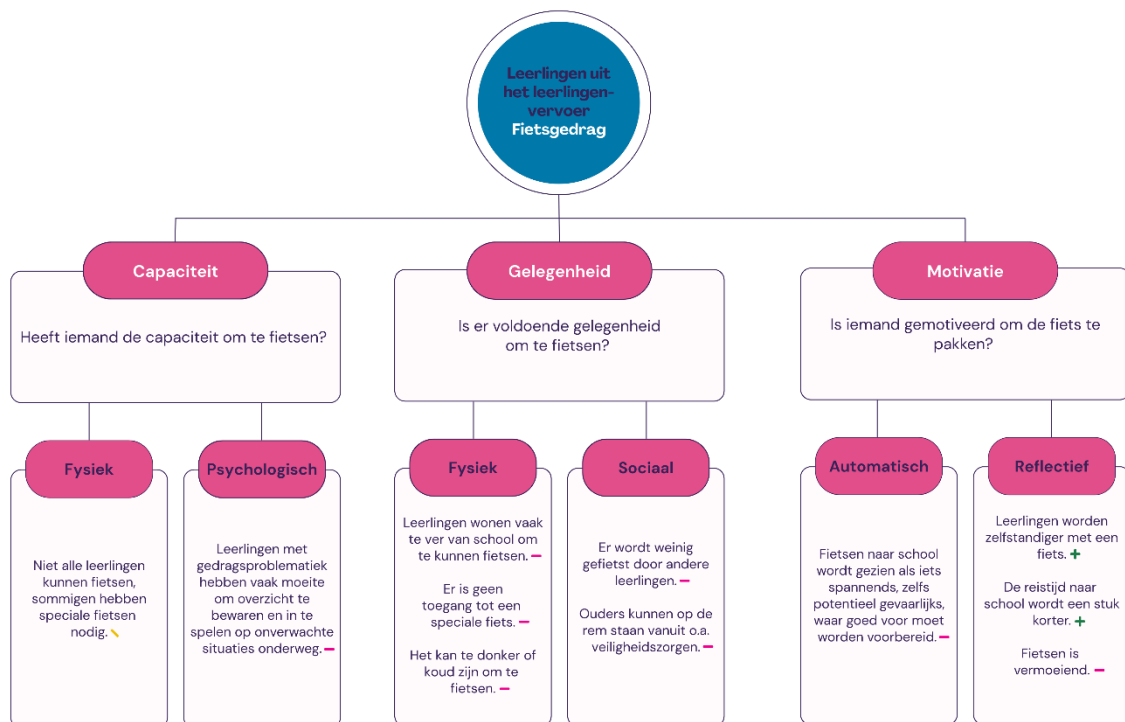 Leerlingen uit
het leerlingen-
vervoer
Fietsgedrag
Capaciteit
Heeft iemand de capaciteit om te fietsen?
Gelegenheid
Is er voldoende gelegenheid
om te fietsen?
Motivatie
Is iemand gemotiveerd om de fiets te
pakken?
Fysiek
Niet alle leerlingen
kunnen fietsen,
sommigen hebben
speciale fietsen
nodig.
Psychologisch
Leerlingen met
gedragsproblematiek
hebben vaak moeite
om overzicht te
bewaren en in te
spelen op onverwachte
situaties onderweg. –
Fysiek
Leerlingen wonen vaak
te ver van school om
te kunnen fietsen. –
Er is geen
toegang tot een
speciale fiets. –
Het kan te donker of
koud zijn om te
fietsen. –
Sociaal
Er wordt weinig
gefietst door andere
leerlingen. –
Ouders kunnen op de
rem staan vanuit o.a.
veiligheidszorgen. –
Automatisch
Fietsen naar school
wordt gezien als iets
spannends, zelfs
potentieel gevaarlijks,
waar goed voor moet
worden voorbereid. –
Reflectief
Leerlingen worden
zelfstandiger met een
fiets. +
De reistijd naar
school wordt een stuk
korter. +
Fietsen is
vermoeiend. –